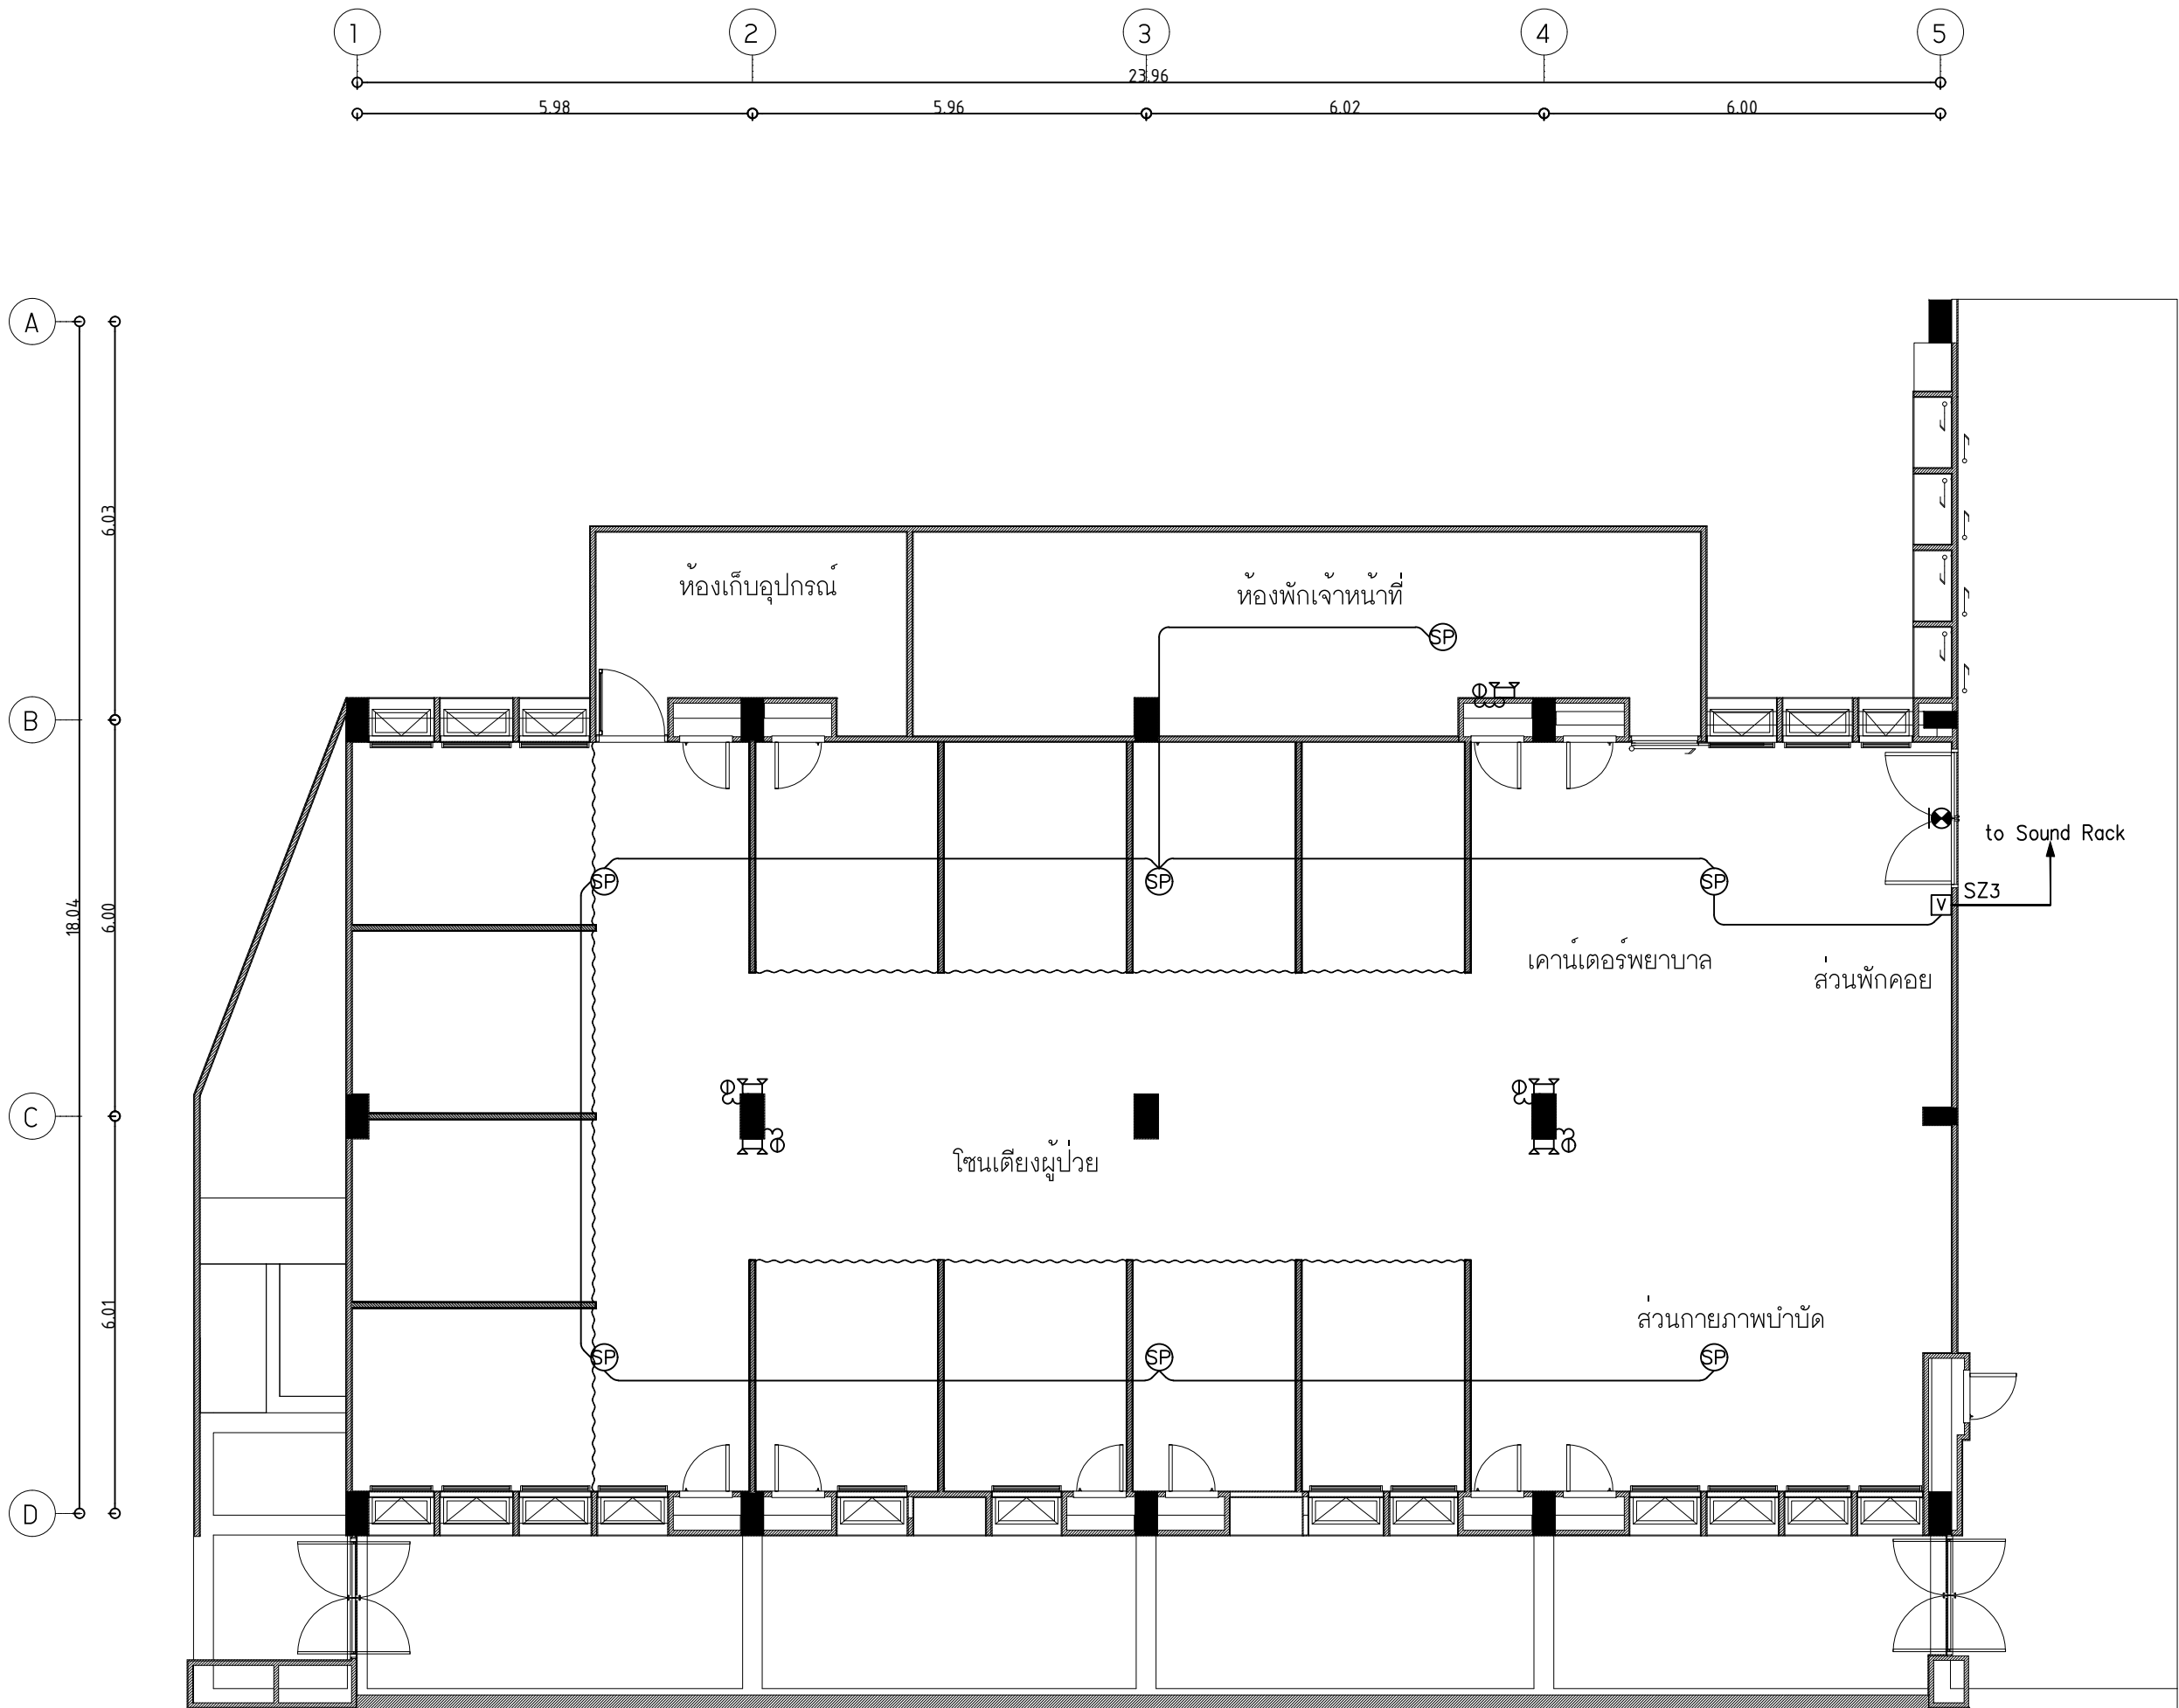 1 2 3 4 5
23.96
5.98 5.96 6.02 6.00
A
6.03
ห้องเก็บอุปกรณ์ ห้องพักเจ้าหน้าที่
SP
B
to Sound Rack
SP SP SP
SZ3
V
18.04 6.00
เคาน์เตอร์พยาบาล
ส่วนพักคอย
C
โซนเตียงผู้ป่วย
6.01
ส่วนกายภาพบำบัด
SP SP SP
D